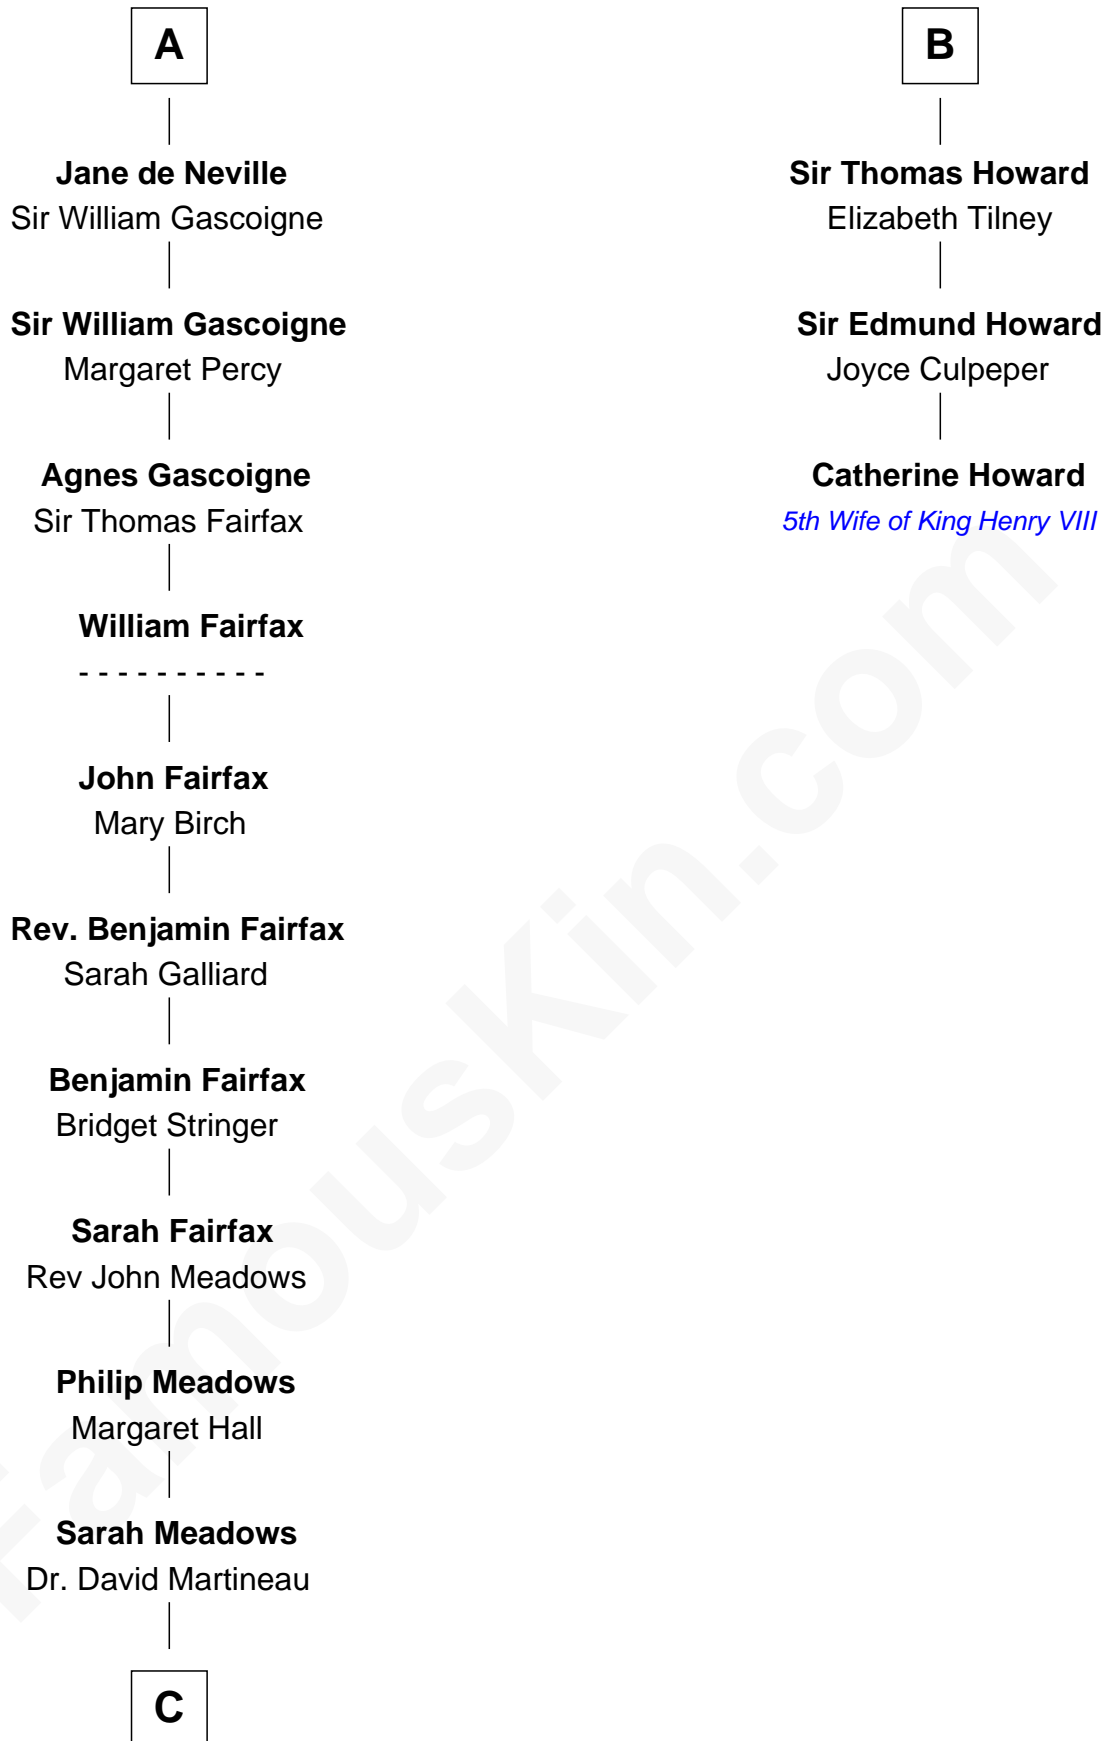 A
Jane de Neville
Sir William Gascoigne
Sir William Gascoigne
Margaret Percy
Agnes Gascoigne
Sir Thomas Fairfax
William Fairfax
- - - - - - - - - -
John Fairfax
Mary Birch
Rev. Benjamin Fairfax
Sarah Galliard
Benjamin Fairfax
Bridget Stringer
Sarah Fairfax
Rev John Meadows
Philip Meadows
Margaret Hall
Sarah Meadows
Dr. David Martineau
C
B
Sir Thomas Howard
Elizabeth Tilney
Sir Edmund Howard
Joyce Culpeper
Catherine Howard
5th Wife of King Henry VIII
FamousKin.com